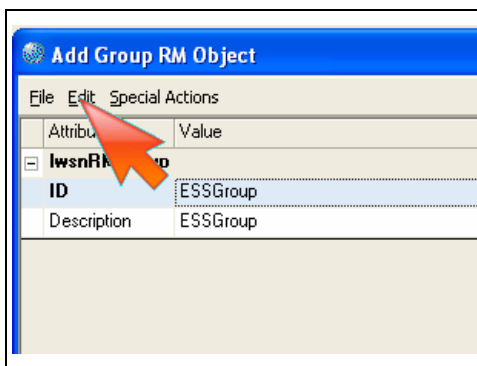 Add Group RM Object
File Edit Special Actions
Value
ID ESSGroup
Description ESSGroup